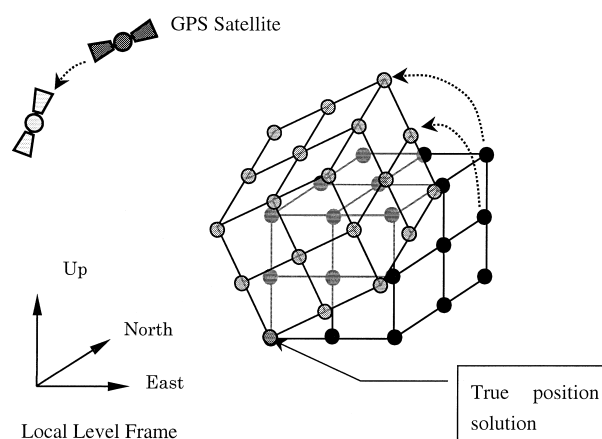 GPS Satellite
Up
North
East
Local Level Frame
True position
solution